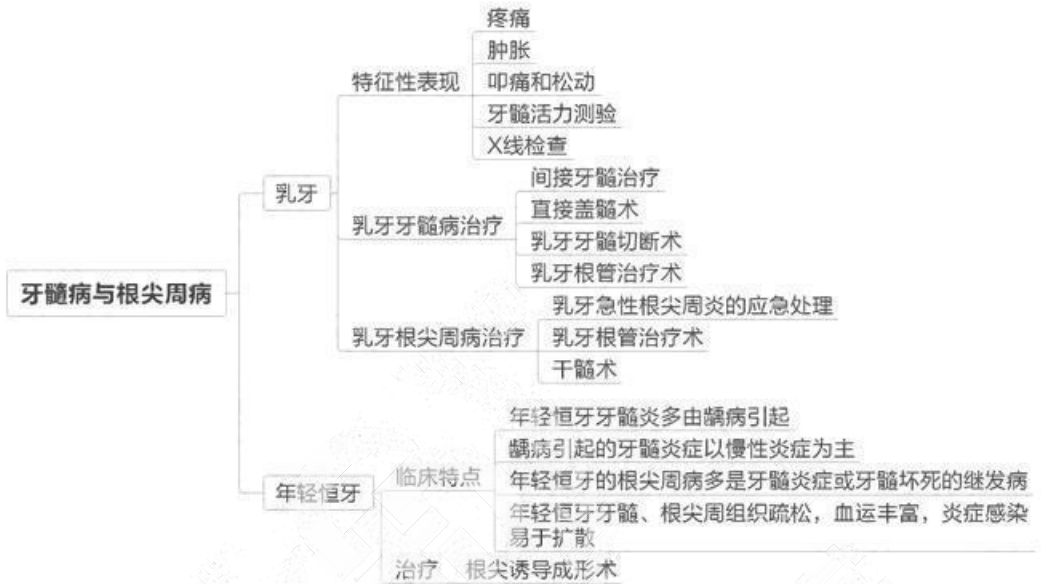 牙髓病与根尖周病
乳牙
特征性表现
疼痛
肿胀
叩痛和松动
牙髓活力测验
X线检查
乳牙牙髓病治疗
间接牙髓治疗
直接盖髓术
乳牙牙髓切断术
乳牙根管治疗术
乳牙根尖周病治疗
乳牙急性根尖周炎的应急处理
乳牙根管治疗术
干髓术
年轻恒牙
临床特点
年轻恒牙牙髓炎多由龋病引起
龋病引起的牙髓炎症以慢性炎症为主
年轻恒牙的根尖周病多是牙髓炎症或牙髓坏死的继发病
年轻恒牙牙髓、根尖周组织疏松，血运丰富，炎症感染
易于扩散
治疗
根尖诱导成形术